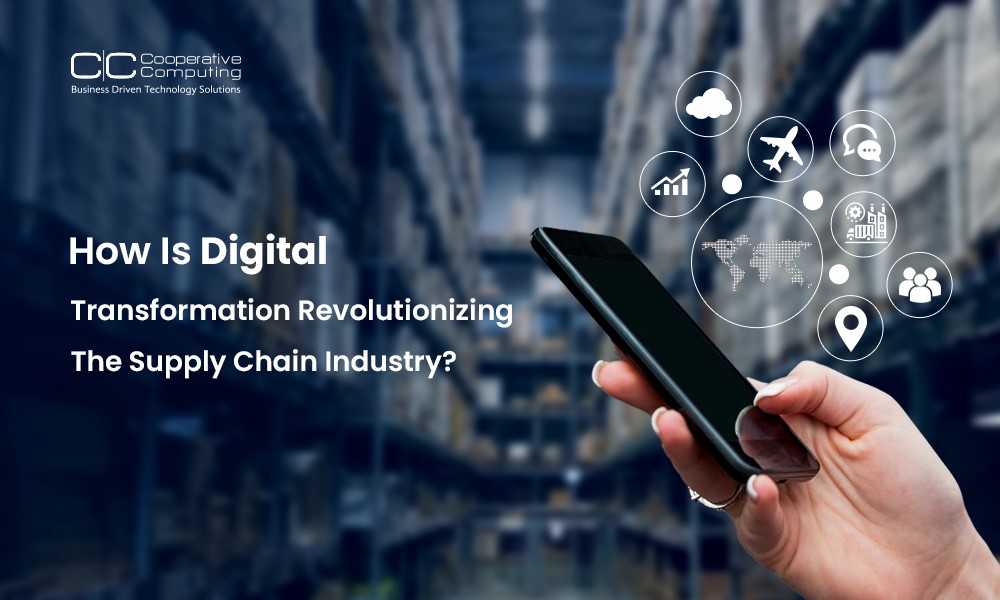 Cooperative
Computing
Business Driven Technology Solutions
How Is Digital
Transformation Revolutionizing
The Supply Chain Industry?